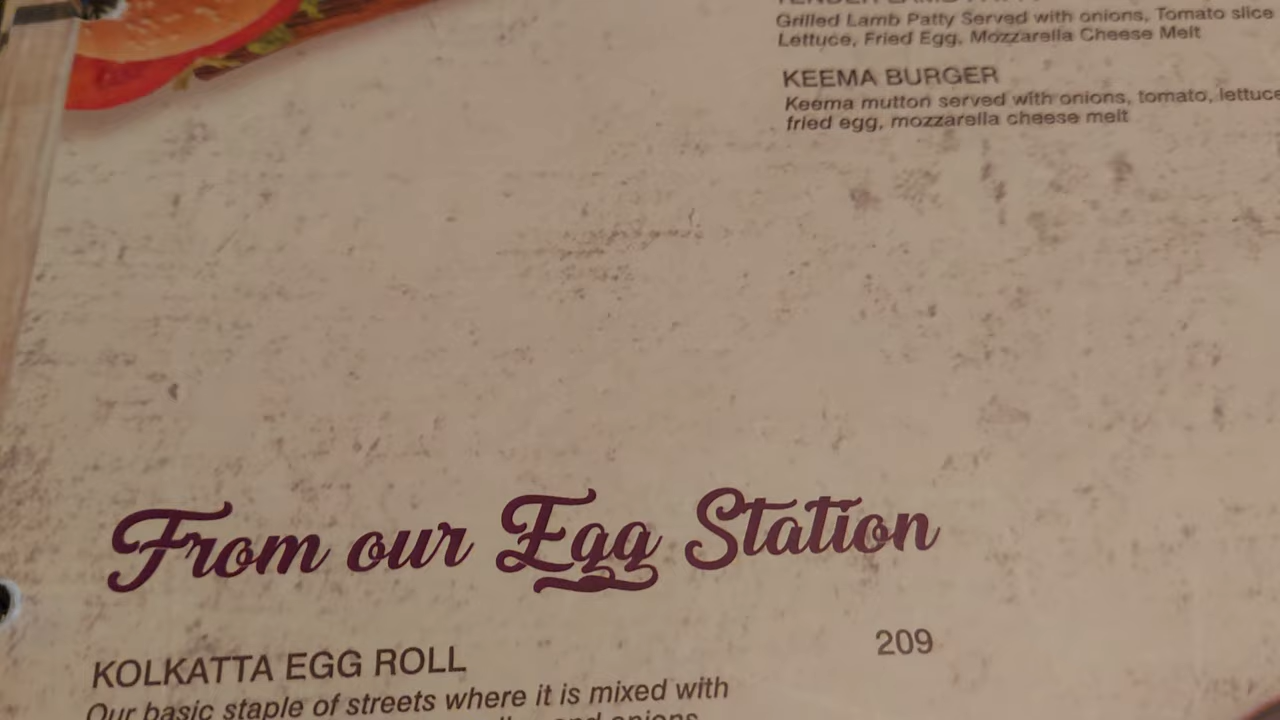 Grilled Lamb Patty Served with onions, Tomato slice
Lettuce, Fried Egg, Mozzarella Cheese Melt
KEEMA BURGER
Keema mutton served with onions, tomato, lettuce
fried egg, mozzarella cheese melt
From our Egg Station
KOLKATTA EGG ROLL 209
Our basic staple of streets where it is mixed with
and onions